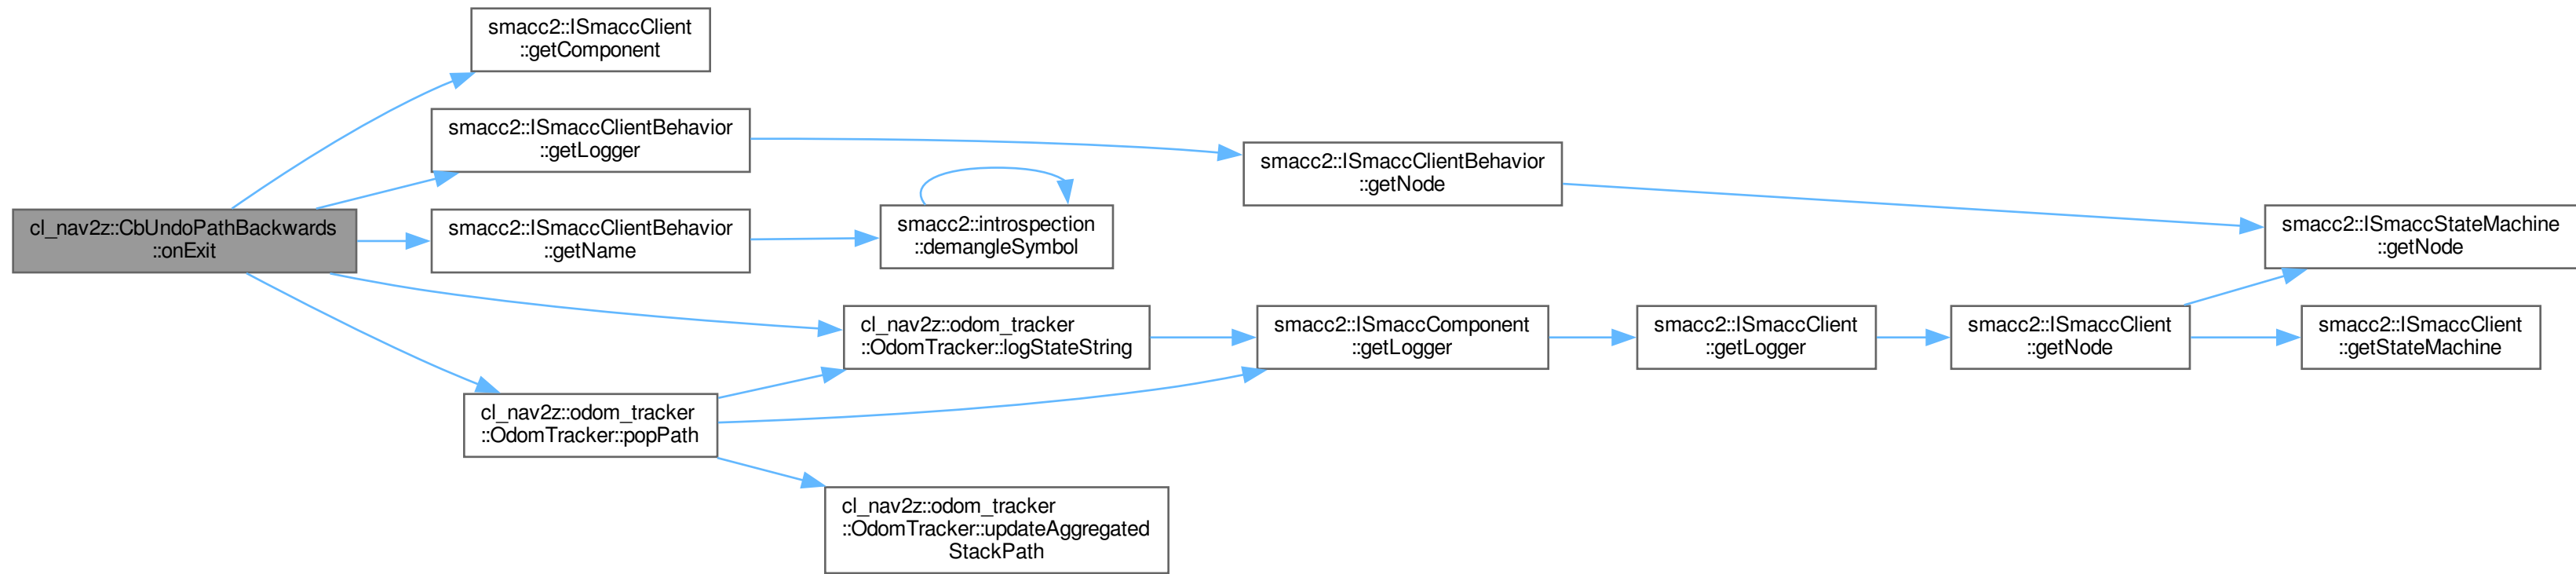 smacc2::ISmaccClient
::getComponent
smacc2::ISmaccClientBehavior
::getLogger
smacc2::ISmaccClientBehavior
::getNode
cl_nav2z::CbUndoPathBackwards
::onExit
smacc2::ISmaccClientBehavior
::getName
smacc2::introspection
::demangleSymbol
smacc2::ISmaccStateMachine
::getNode
cl_nav2z::odom_tracker
::OdomTracker::logStateString
smacc2::ISmaccComponent
::getLogger
smacc2::ISmaccClient
::getLogger
smacc2::ISmaccClient
::getNode
smacc2::ISmaccClient
::getStateMachine
cl_nav2z::odom_tracker
::OdomTracker::popPath
cl_nav2z::odom_tracker
::OdomTracker::updateAggregated
StackPath